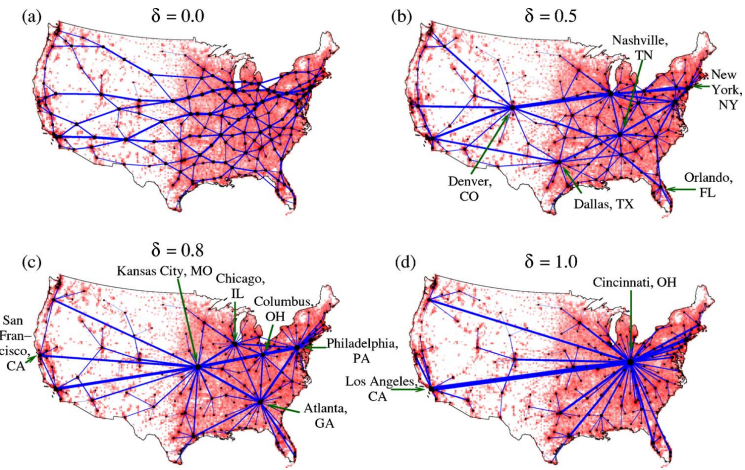 (a)
δ = 0.0
(b)
δ = 0.5
Nashville,
TN
New
York,
NY
Denver,
CO
Dallas, TX
Orlando,
FL
(c)
δ = 0.8
Kansas City, MO
Chicago,
IL
Columbus,
OH
San
Fran–
cisco,
CA
Philadelphia,
PA
Atlanta,
GA
(d)
δ = 1.0
Cincinnati, OH
Los Angeles,
CA